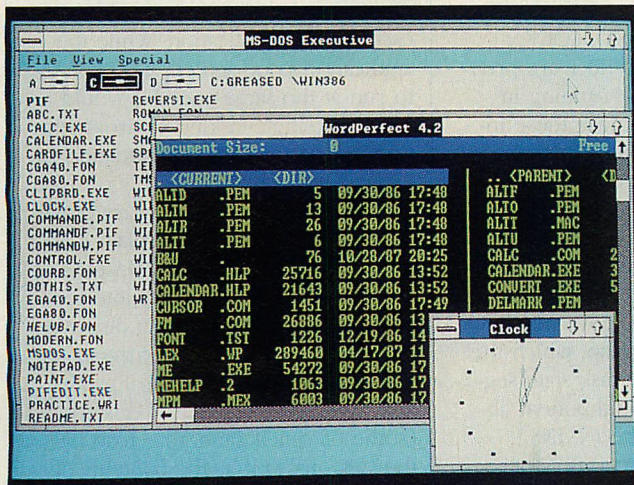 MS-DOS Executive
File View Special
A C D C:GREASED \WIN386
PIF REVERSI.EXE
ABC.TXT
CALC.EXE
CALENDAR.EXE
CARDFILE.EXE
CGA40.FON
CGA80.FON
CLIPBRD.EXE
CLOCK.EXE
COMMANDE.PIF
COMMANDF.PIF
COMMANDW.PIF
CONTROL.EXE
COURB.FON
DOTHIS.TXT
EGA40.FON
EGA80.FON
HELVB.FON
MODERN.FON
MSDOS.EXE
NOTEPAD.EXE
PAINT.EXE
PIFEDIT.EXE
PRACTICE.WRI
README.TXT
WordPerfect 4.2
Document Size: 0 Free
. <CURRENT> <DIR> .. <PARENT>
ALTD .PEM 5 09/30/86 17:48 ALTF .PEM
ALTM .PEM 13 09/30/86 17:48 ALTO .PEM
ALTR .PEM 26 09/30/86 17:48 ALTT .MAC
ALTT .PEM 6 09/30/86 17:48 ALTU .PEM
B&U . 76 10/28/87 20:25 CALC .COM 2
CALC .HLP 25716 09/30/86 13:52 CALENDAR.EXE 3
CALENDAR.HLP 21643 09/30/86 13:52 CONVERT .EXE 5
CURSOR .COM 1451 09/30/86 17:49 DELMARK .PEM
FM .COM 26886 09/30/86 13
FONT .TST 1226 12/19/86 14
LEX .WP 289460 04/17/87 11
ME .EXE 54272 09/30/86 17
MEHELP .2 1063 09/30/86 17
MPM .MEX 6003 09/30/86 17
Clock